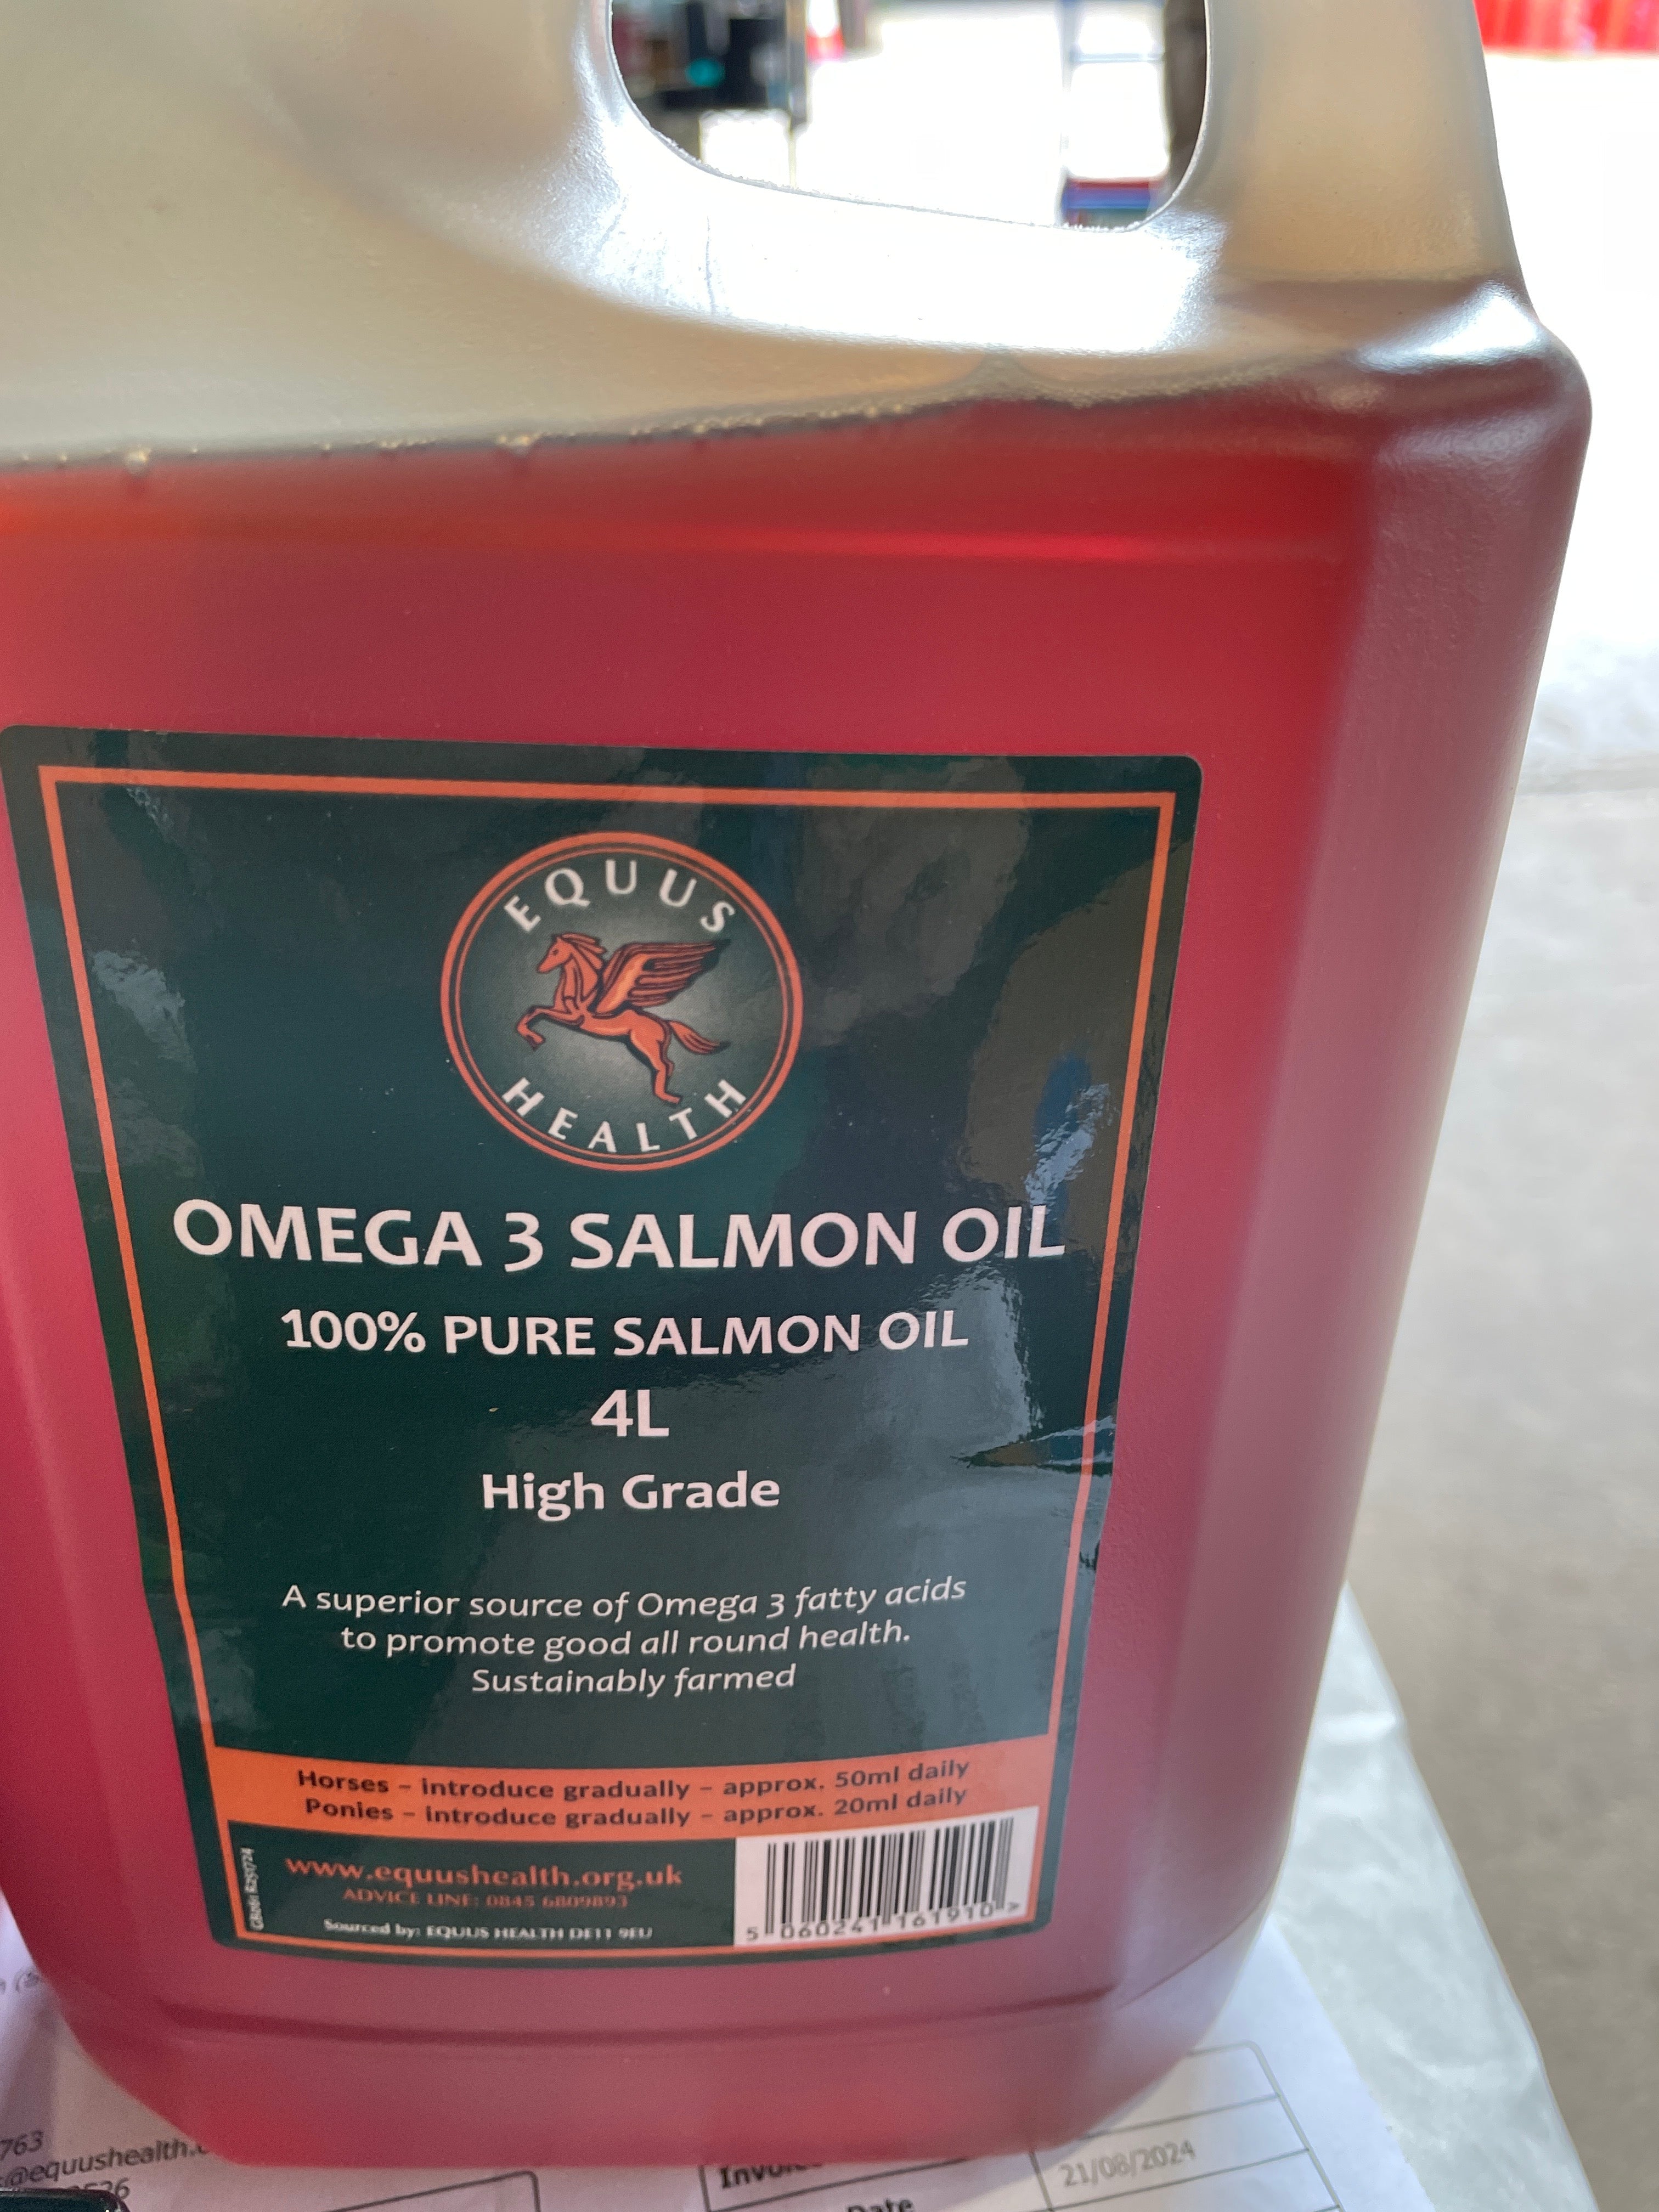 EQUUS
HEALTH
OMEGA 3 SALMON OIL
100% PURE SALMON OIL
4L
High Grade
A superior source of Omega 3 fatty acids
to promote good all round health.
Sustainably farmed
Horses – introduce gradually – approx. 50ml daily
Ponies – introduce gradually – approx. 20ml daily
www.equushealth.org.uk
ADVICE LINE: 0845 6809893
Sourced by: EQUUS HEALTH DE11 9EU
5 060241 161910 >
763
@equushealth.
21/08/2024
Date